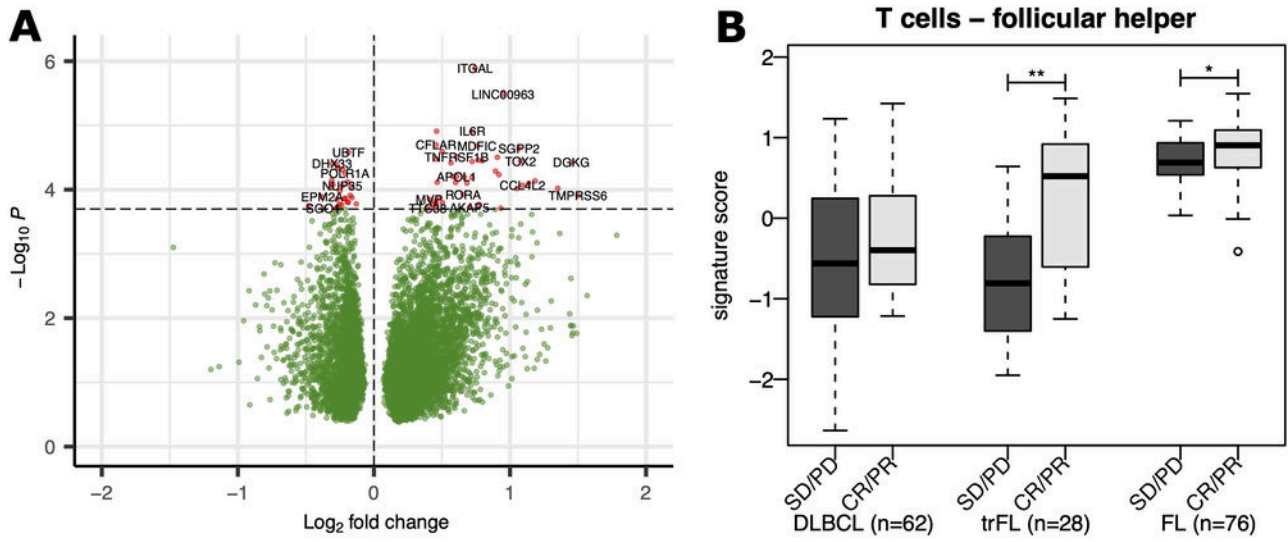 A
6
4
2
0
−Log10 P
−2
−1
0
1
2
Log2 fold change
ITGAL
LINC00963
IL6R
CFLAR
MDFIC
SGPP2
TNFRSF1B
TOX2
DGKG
UBTF
DHX33
POLR1A
NUP35
APOL1
CCL4L2
EPM2A
RORA
TMPRSS6
MVP
SGO1
TTC38
AKAP5
B
T cells – follicular helper
2
1
0
−1
−2
signature score
**
*
SD/PD
CR/PR
SD/PD
CR/PR
SD/PD
CR/PR
DLBCL (n=62)
trFL (n=28)
FL (n=76)